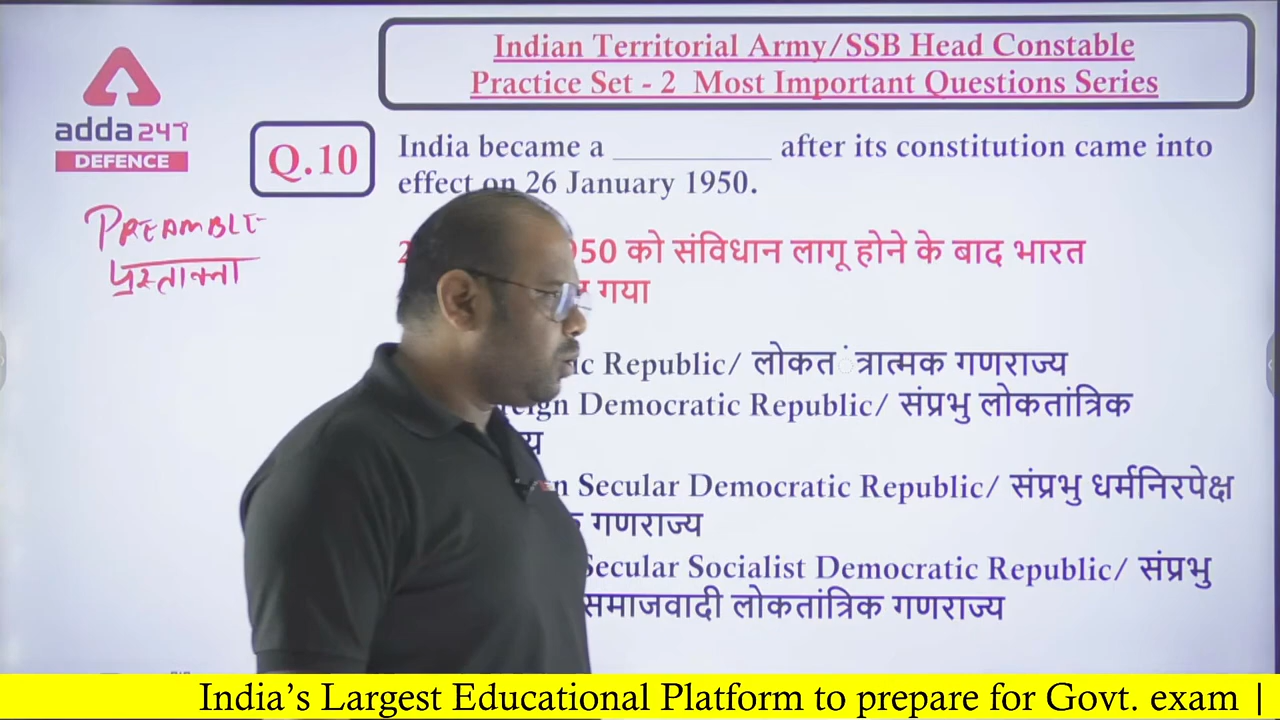 Indian Territorial Army/SSB Head Constable
Practice Set - 2 Most Important Questions Series
adda247
DEFENCE
Q.10
India became a __________ after its constitution came into
effect on 26 January 1950.
PREAMBLE
प्रस्तावना
2 50 को संविधान लागू होने के बाद भारत
गया
Republic/ लोकतंत्रात्मक गणराज्य
Democratic Republic/ संप्रभु लोकतांत्रिक
Secular Democratic Republic/ संप्रभु धर्मनिरपेक्ष
गणराज्य
Secular Socialist Democratic Republic/ संप्रभु
समाजवादी लोकतांत्रिक गणराज्य
India's Largest Educational Platform to prepare for Govt. exam |